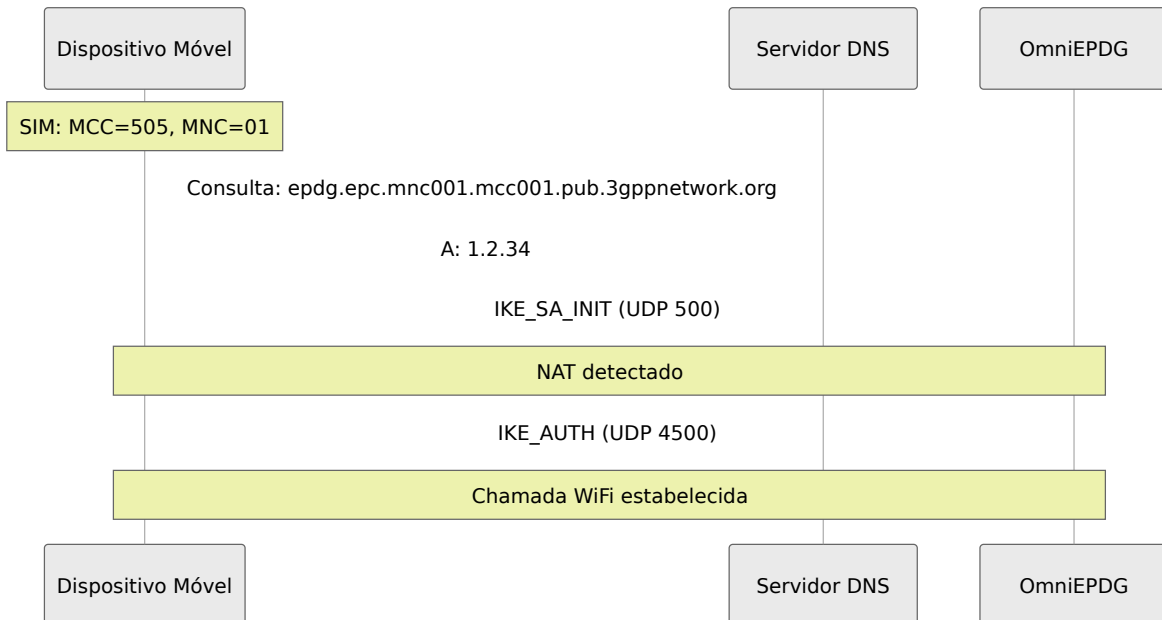 Dispositivo Móvel
Servidor DNS
OmniEPDG
SIM: MCC=505, MNC=01
Consulta: epdg.epc.mnc001.mcc001.pub.3gppnetwork.org
A: 1.2.34
IKE_SA_INIT (UDP 500)
NAT detectado
IKE_AUTH (UDP 4500)
Chamada WiFi estabelecida
Dispositivo Móvel
Servidor DNS
OmniEPDG